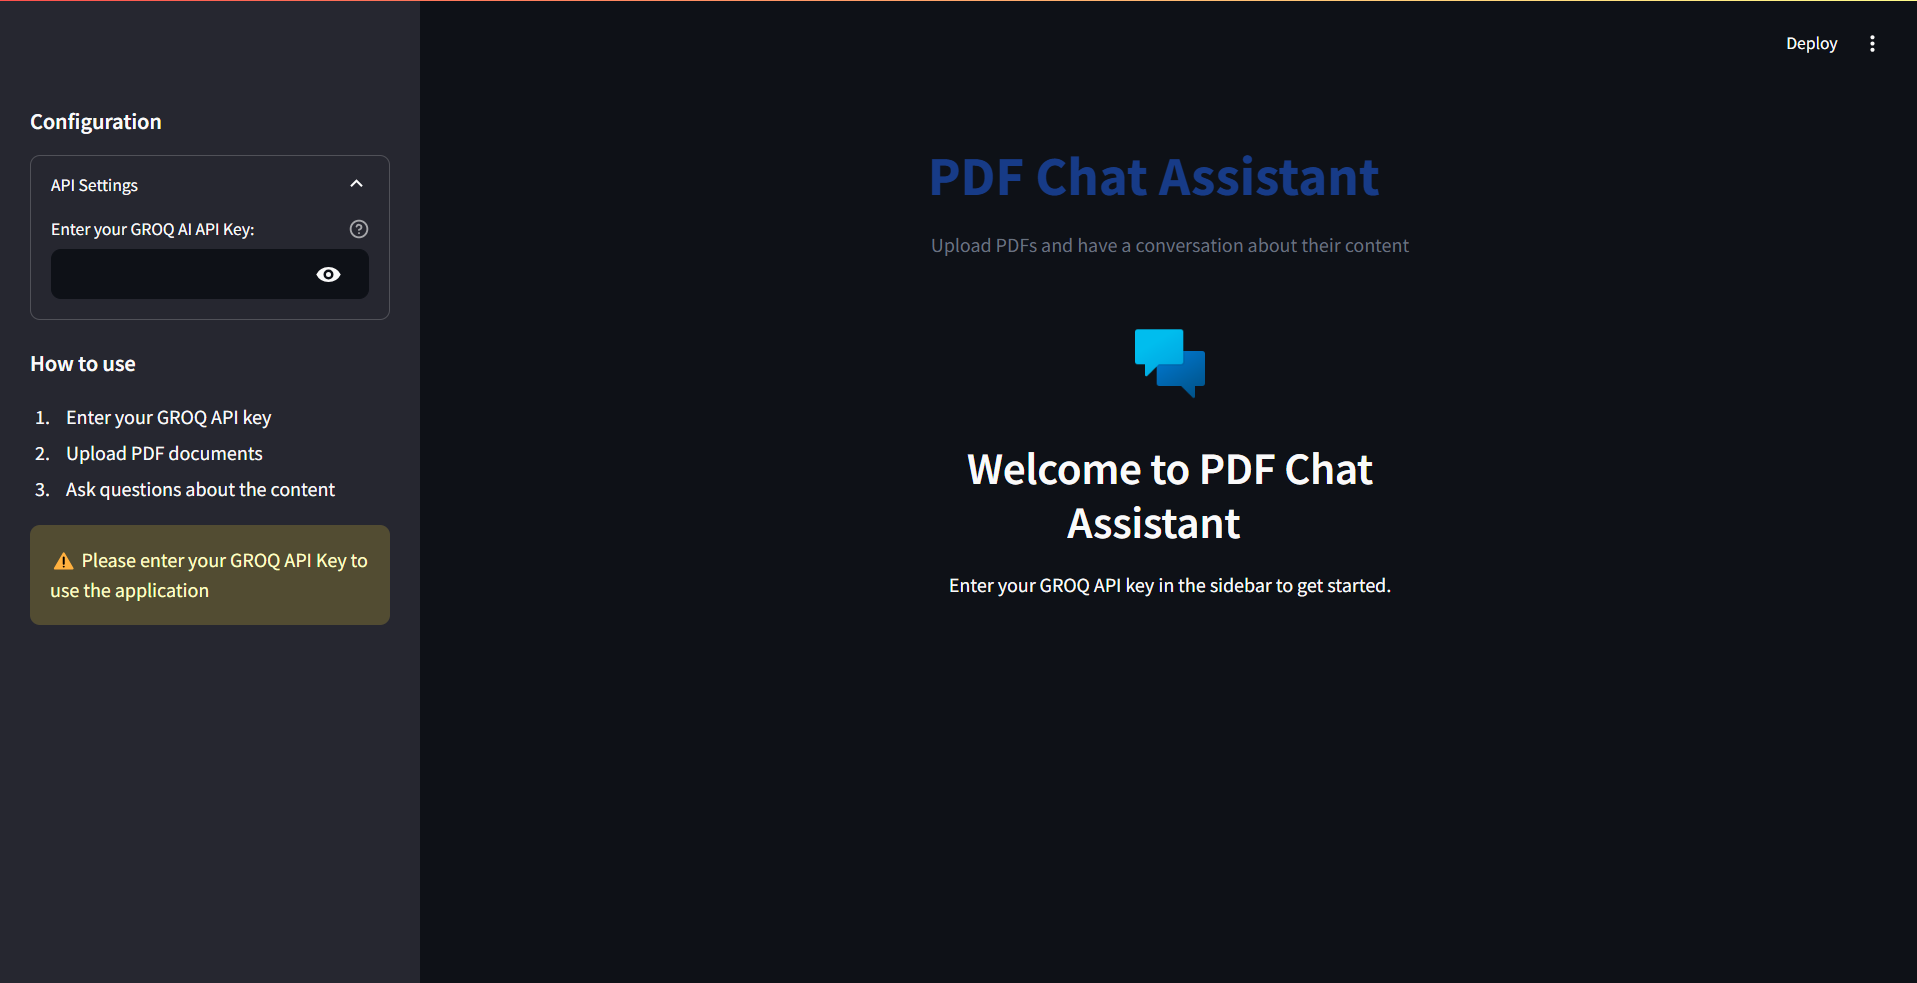 Deploy
Configuration
API Settings
Enter your GROQ AI API Key:
How to use
1. Enter your GROQ API key
2. Upload PDF documents
3. Ask questions about the content
⚠️ Please enter your GROQ API Key to
use the application
PDF Chat Assistant
Upload PDFs and have a conversation about their content
Welcome to PDF Chat
Assistant
Enter your GROQ API key in the sidebar to get started.